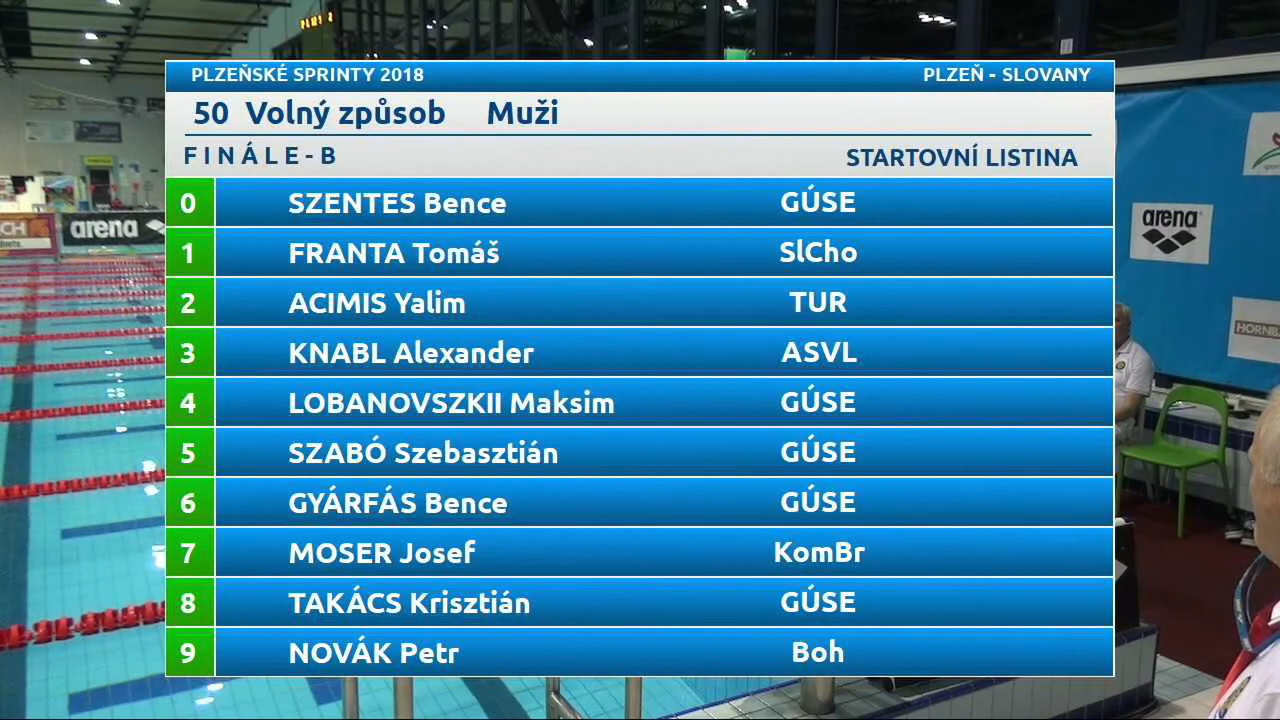 PLZEŇSKÉ SPRINTY 2018 PLZEŇ - SLOVANY
50 Volný způsob Muži
FINÁLE-B STARTOVNÍ LISTINA
0 SZENTES Bence GÚSE
1 FRANTA Tomáš SlCho
2 ACIMIS Yalim TUR
3 KNABL Alexander ASVL
4 LOBANOVSZKII Maksim GÚSE
5 SZABÓ Szebasztián GÚSE
6 GYÁRFÁS Bence GÚSE
7 MOSER Josef KomBr
8 TAKÁCS Krisztián GÚSE
9 NOVÁK Petr Boh
arena
arena